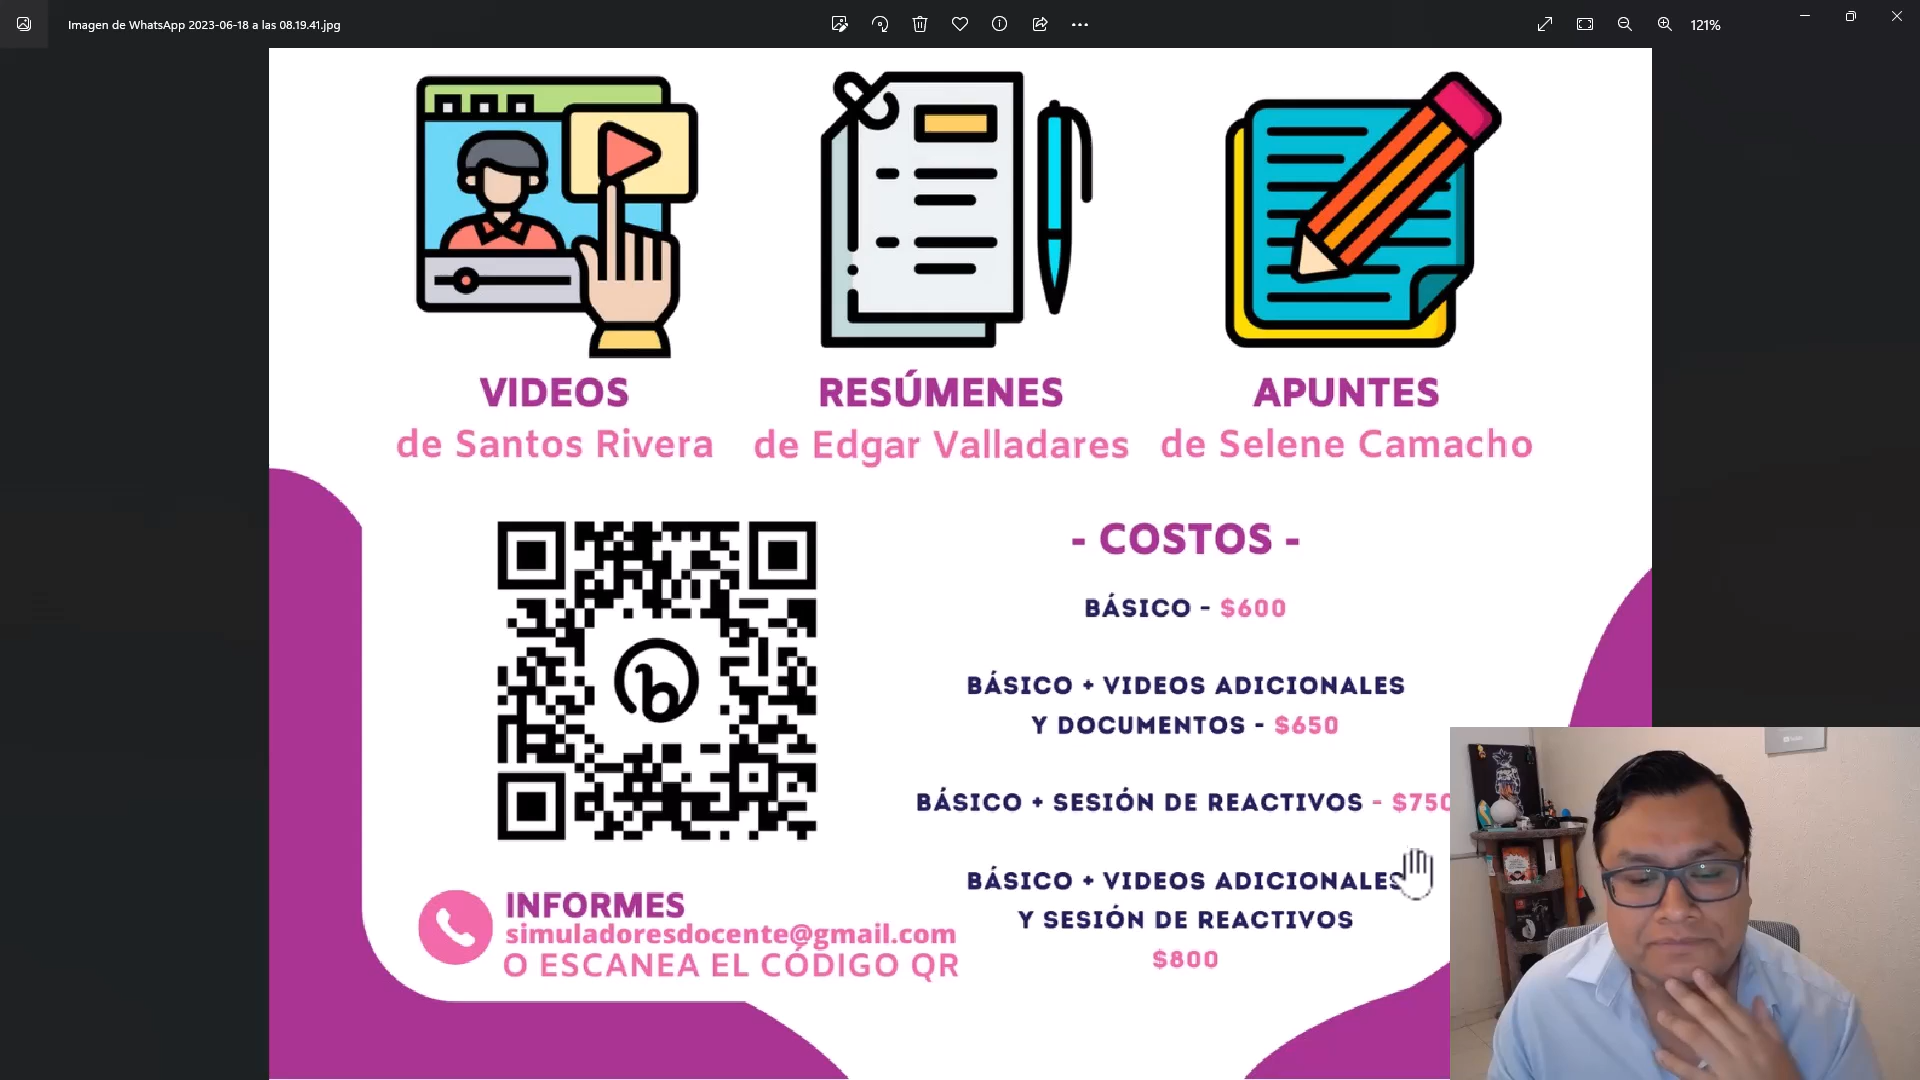 Imagen de WhatsApp 2023-06-18 a las 08.19.41.jpg
121%
VIDEOS
de Santos Rivera
RESÚMENES
de Edgar Valladares
APUNTES
de Selene Camacho
- COSTOS -
BÁSICO - $600
BÁSICO + VIDEOS ADICIONALES
Y DOCUMENTOS - $650
BÁSICO + SESIÓN DE REACTIVOS - $750
BÁSICO + VIDEOS ADICIONALES
Y SESIÓN DE REACTIVOS
$800
INFORMES
simuladoresdocente@gmail.com
O ESCANEA EL CÓDIGO QR